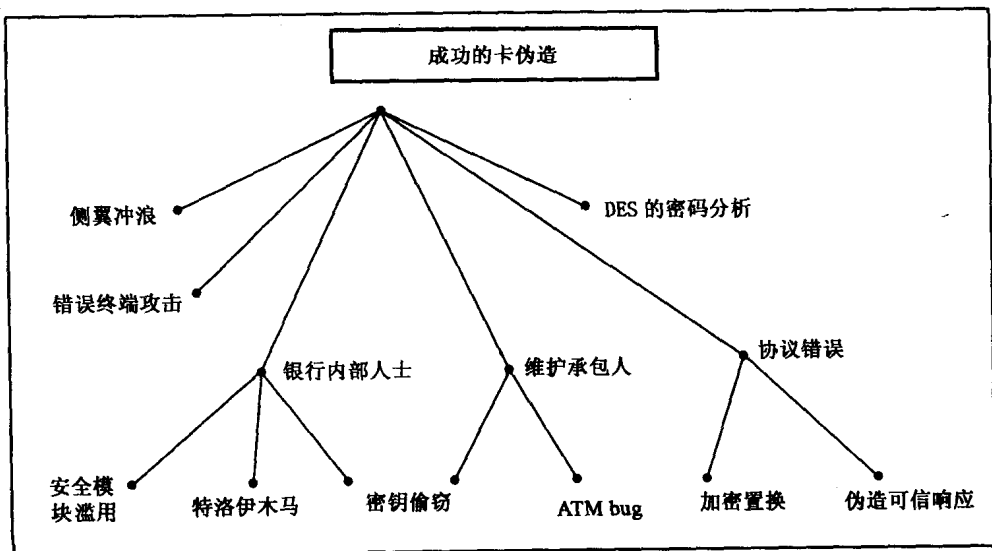 成功的卡伪造
侧翼冲浪
DES 的密码分析
错误终端攻击
银行内部人士
维护承包人
协议错误
安全模
块滥用
特洛伊木马
密钥偷窃
ATM bug
加密置换
伪造可信响应